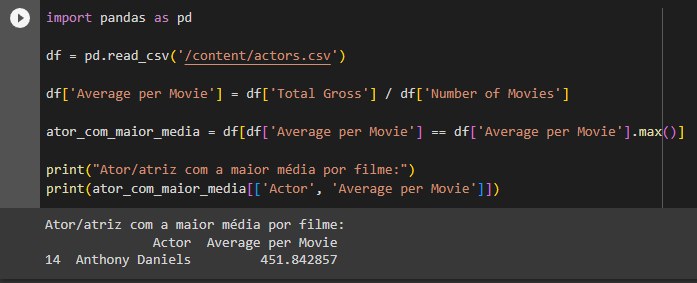 import pandas as pd
df = pd.read_csv('/content/actors.csv')
df['Average per Movie'] = df['Total Gross'] / df['Number of Movies']
ator_com_maior_media = df[df['Average per Movie'] == df['Average per Movie'].max()]
print("Ator/atriz com a maior média por filme:")
print(ator_com_maior_media[['Actor', 'Average per Movie']])
Ator/atriz com a maior média por filme:
Actor  Average per Movie
14  Anthony Daniels         451.842857